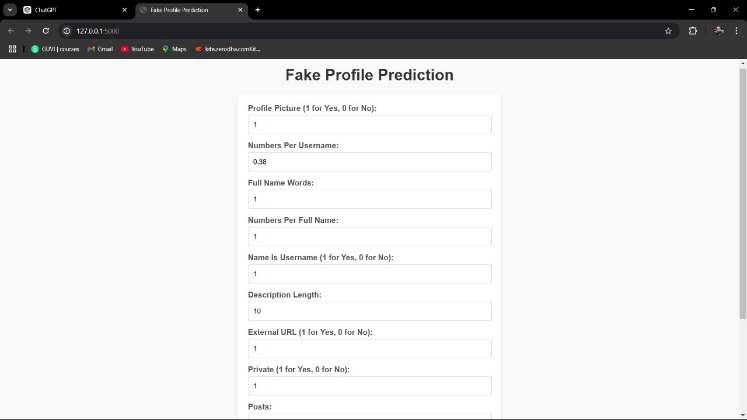 ChatGPT
Fake Profile Prediction
127.0.0.1:5000
GUVI | courses
Gmail
YouTube
Maps
kite.zerodha.com/ki...
Fake Profile Prediction
Profile Picture (1 for Yes, 0 for No):
1
Numbers Per Username:
0.38
Full Name Words:
1
Numbers Per Full Name:
1
Name Is Username (1 for Yes, 0 for No):
1
Description Length:
10
External URL (1 for Yes, 0 for No):
1
Private (1 for Yes, 0 for No):
1
Posts: